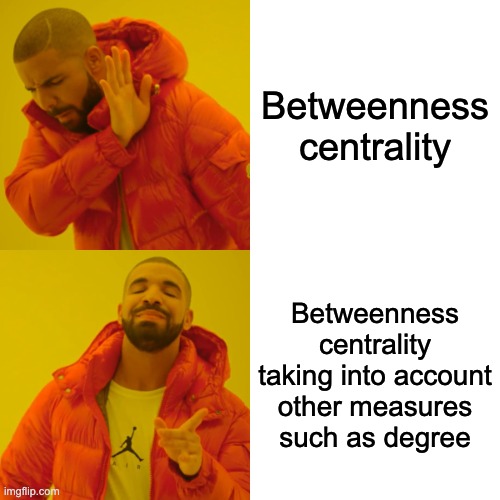 Betweenness
centrality
Betweenness
centrality
taking into account
other measures
such as degree
imgflip.com